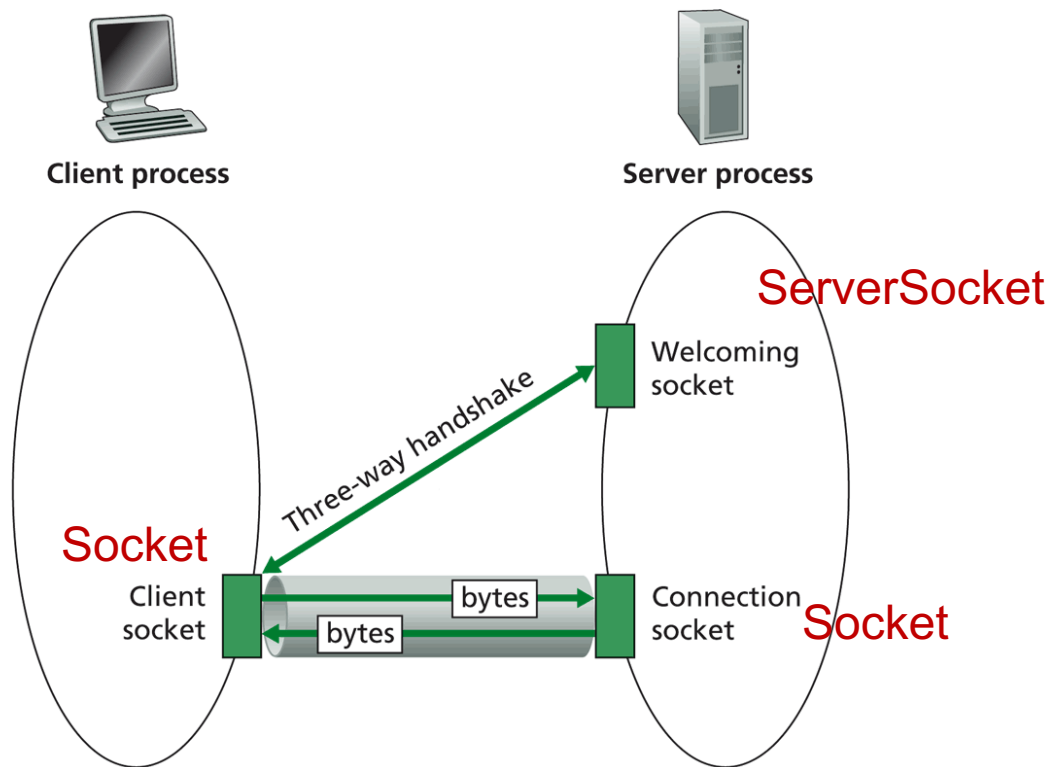 Client process
Server process
ServerSocket
Welcoming
socket
Three-way handshake
Socket
Client
socket
bytes
bytes
Connection
socket
Socket